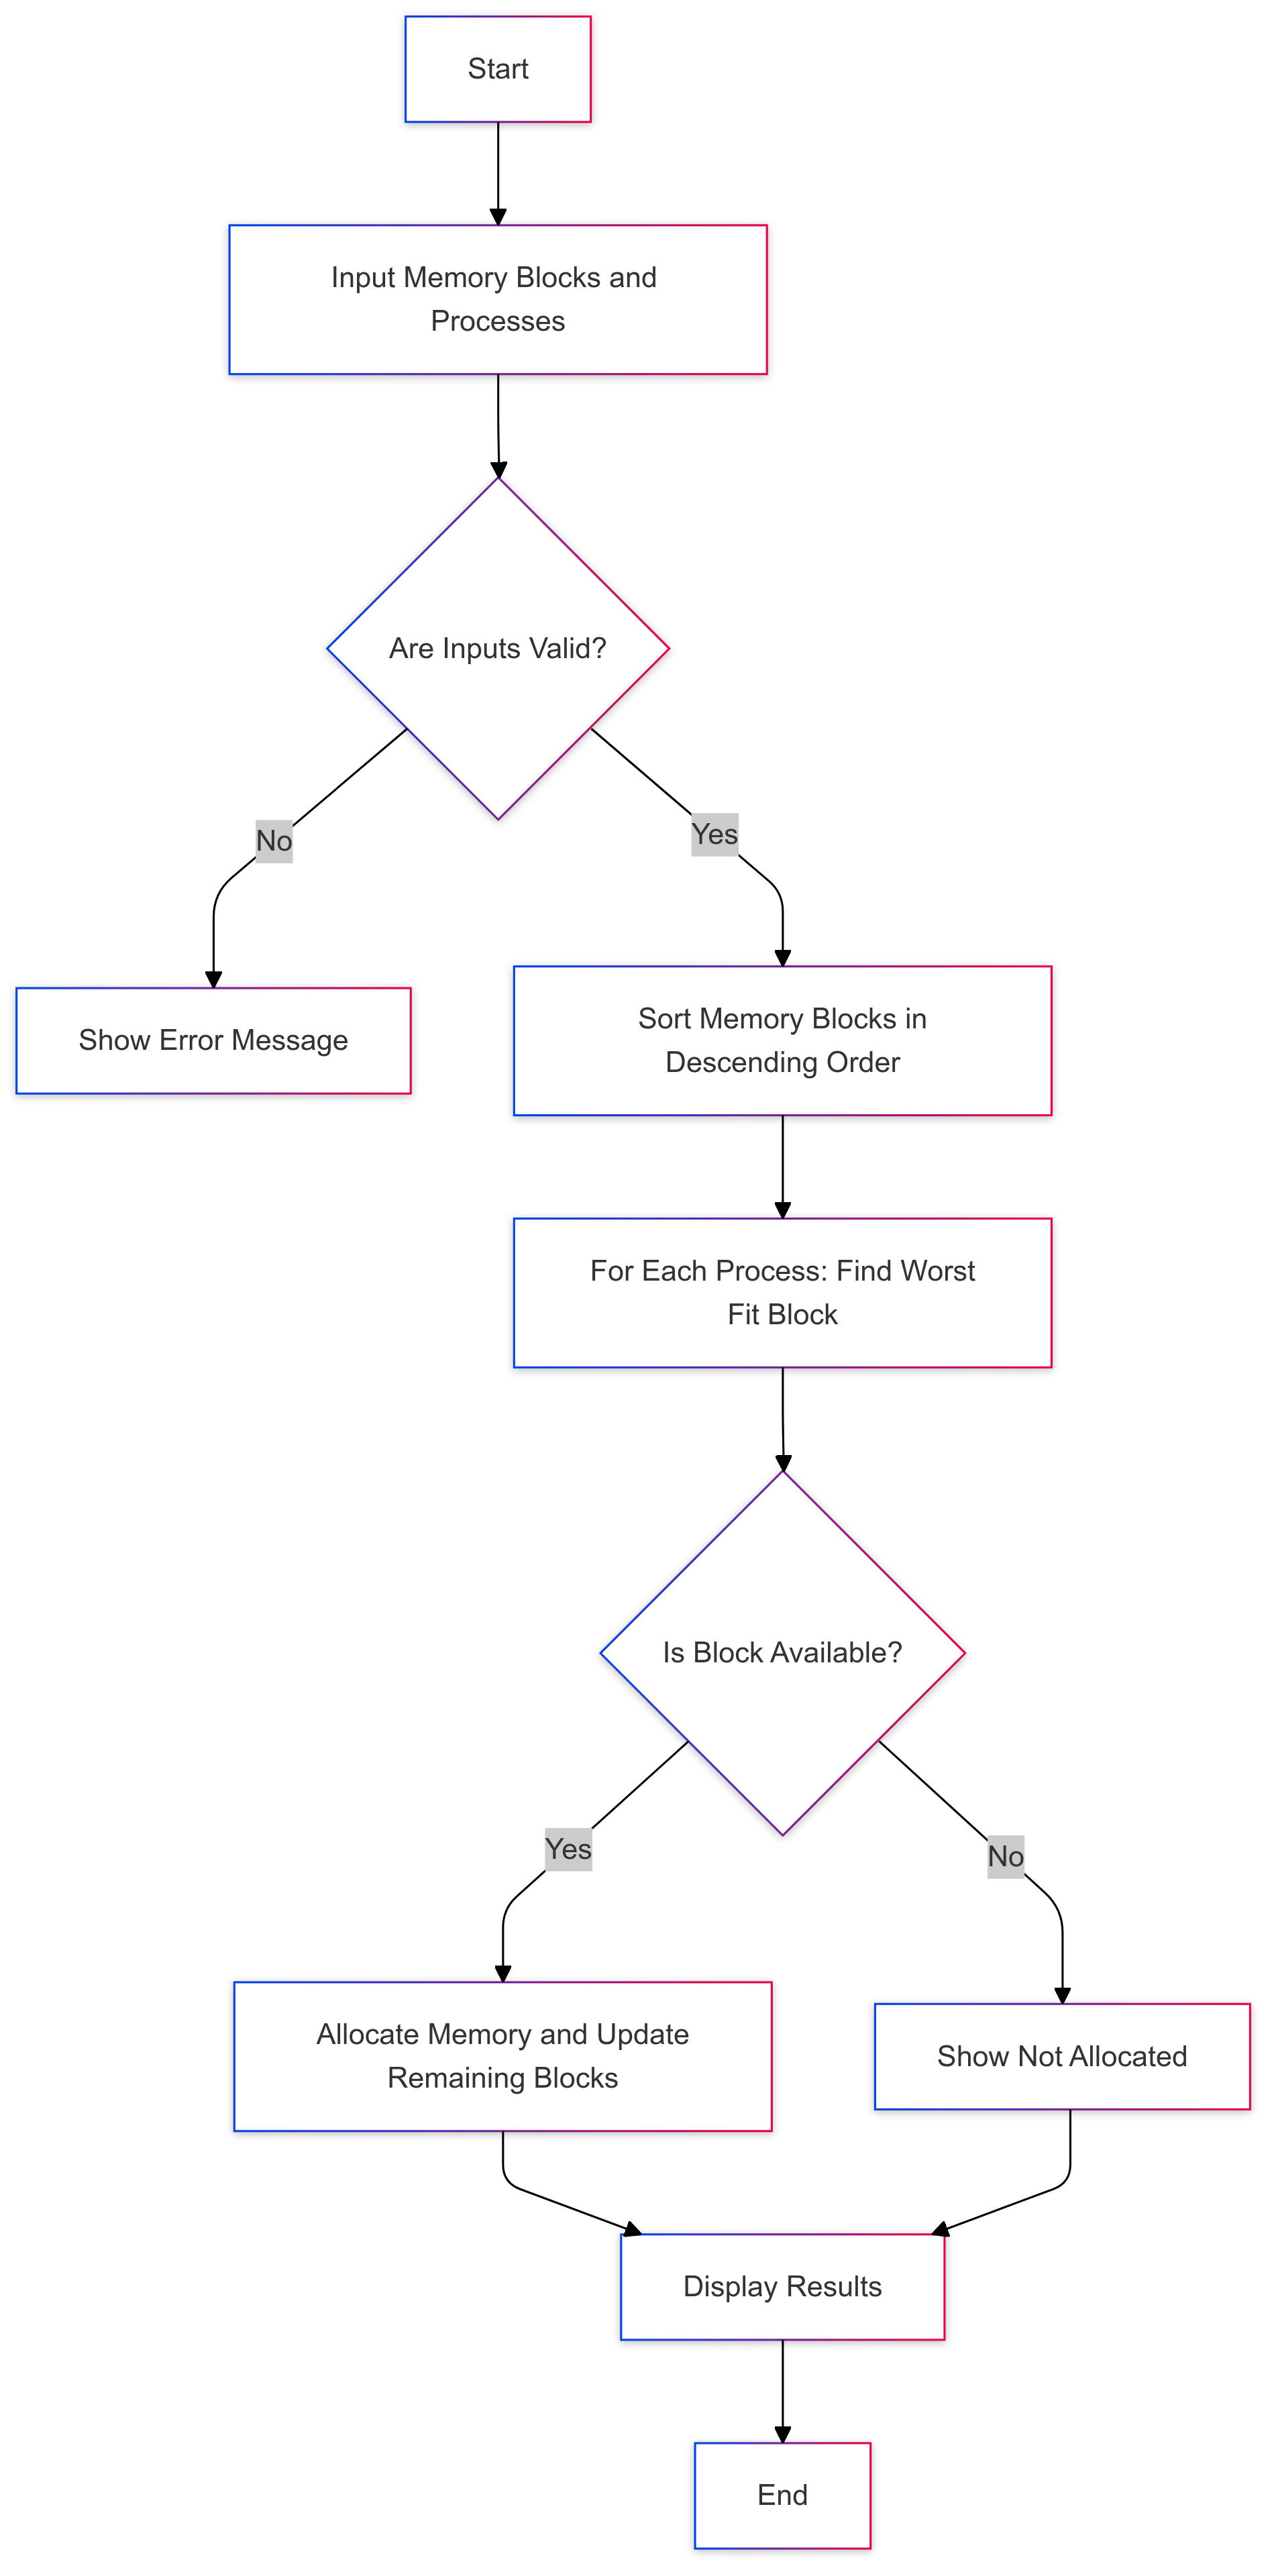 Start
Input Memory Blocks and
Processes
Are Inputs Valid?
No
Yes
Show Error Message
Sort Memory Blocks in
Descending Order
For Each Process: Find Worst
Fit Block
Is Block Available?
Yes
No
Allocate Memory and Update
Remaining Blocks
Show Not Allocated
Display Results
End